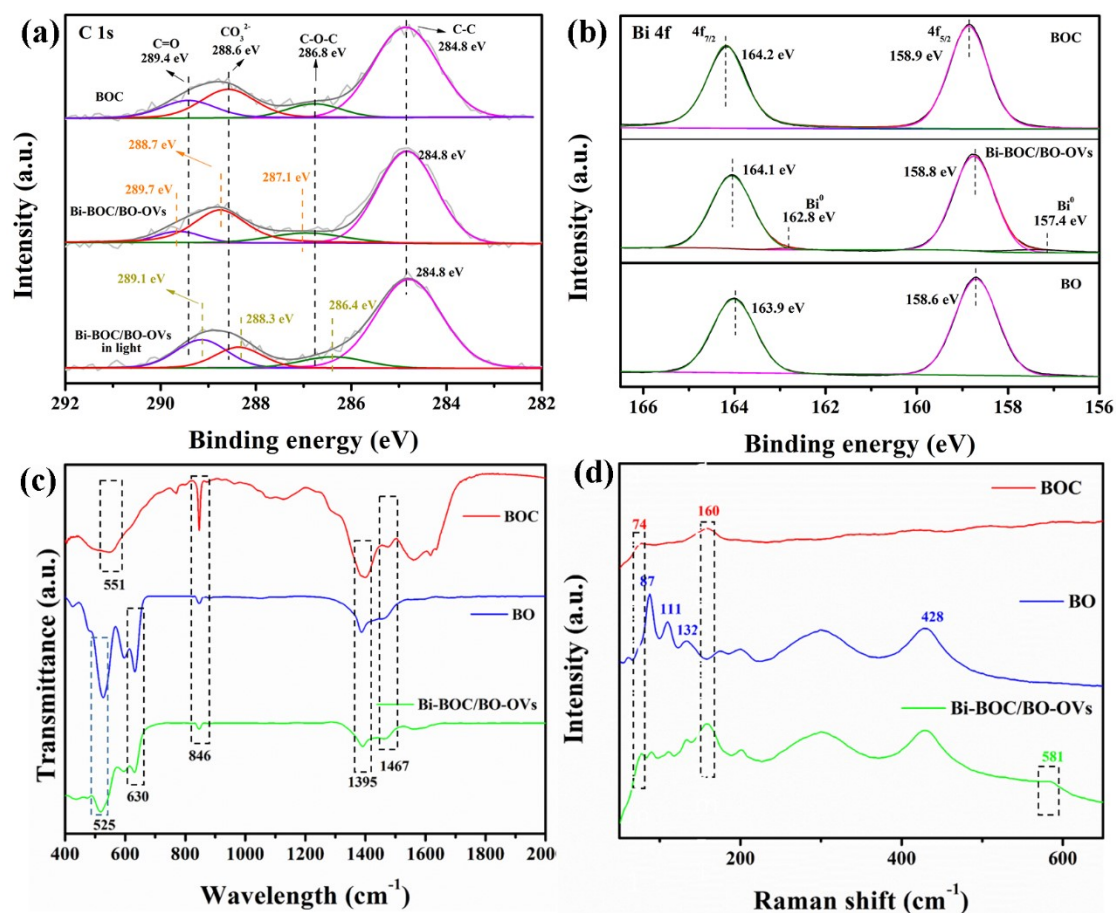 (a)
C 1s
C=O
289.4 eV
CO₃²⁻
288.6 eV
C-O-C
286.8 eV
C-C
284.8 eV
BOC
288.7 eV
289.7 eV
287.1 eV
284.8 eV
Bi-BOC/BO-OVs
289.1 eV
288.3 eV
286.4 eV
284.8 eV
Bi-BOC/BO-OVs
in light
292 290 288 286 284 282
Binding energy (eV)
Intensity (a.u.)
(b)
Bi 4f
4f₇/₂
164.2 eV
4f₅/₂
158.9 eV
BOC
Bi-BOC/BO-OVs
164.1 eV
Bi⁰
162.8 eV
158.8 eV
Bi⁰
157.4 eV
BO
163.9 eV
158.6 eV
166 164 162 160 158 156
Binding energy (eV)
Intensity (a.u.)
(c)
BOC
551
BO
Bi-BOC/BO-OVs
846
630
525
1395
1467
400 600 800 1000 1200 1400 1600 1800 2000
Wavelength (cm⁻¹)
Transmittance (a.u.)
(d)
74
160
BOC
87
111
132
428
BO
Bi-BOC/BO-OVs
581
200 400 600
Raman shift (cm⁻¹)
Intensity (a.u.)